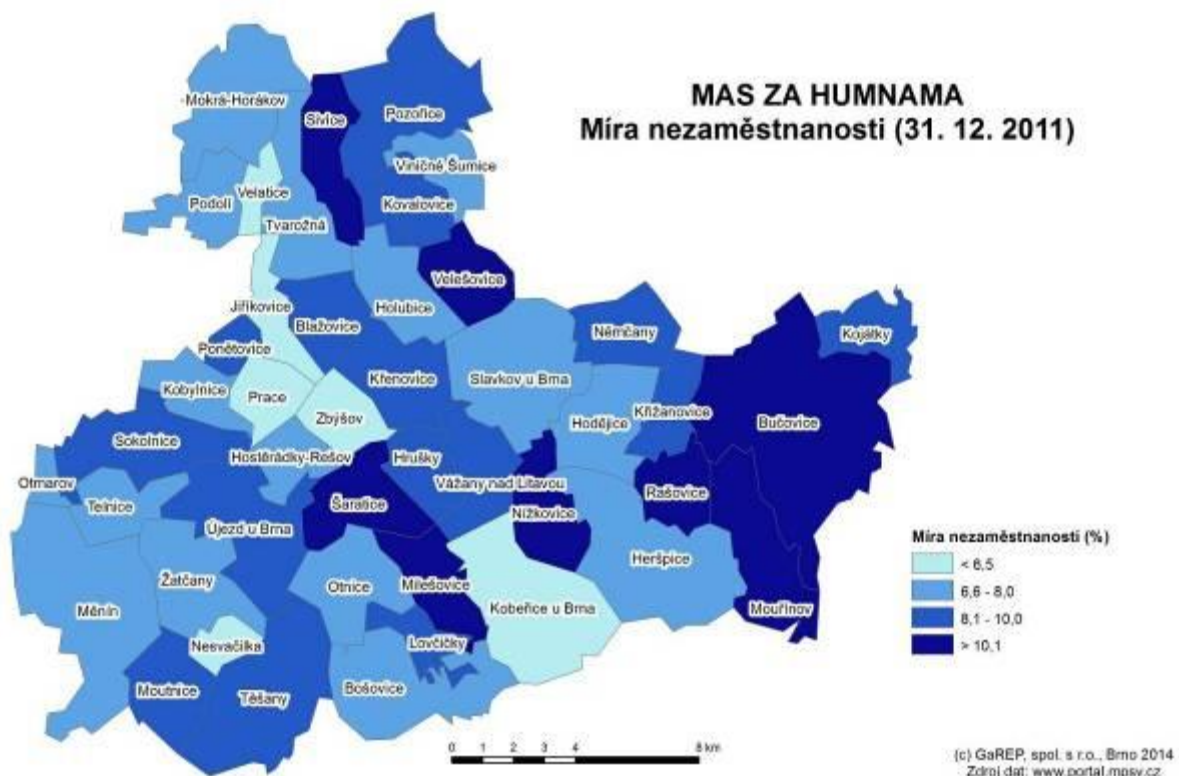 MAS ZA HUMNAMA
Míra nezaměstnanosti (31. 12. 2011)
-Mokrá-Horákov
Sivice
Pozořice
Viničné Šumice
Podolí
Velatice
Kovalovice
Tvarožná
Velešovice
Jiříkovice
Blažovice
Holubice
Němčany
Kojátky
Ponětovice
Kobylnice
Prace
Křenovice
Slavkov u Brna
Zbýšov
Hodějice
Křižanovice
Bučovice
Sokolnice
Hostěrádky-Rešov
Hrušky
Otmarov
Telnice
Šaratice
Vážany nad Litavou
Rašovice
Nížkovice
Újezd u Brna
Heršpice
Žatčany
Otnice
Milešovice
Kobeřice u Brna
Měnín
Mouřínov
Nesvačilka
Lovčičky
Moutnice
Těšany
Bošovice
Míra nezaměstnanosti (%)
< 6,5
6,6 - 8,0
8,1 - 10,0
> 10,1
0 1 2 3 4 8 km
(c) GaREP, spol. s r.o., Brno 2014
Zdroj dat: www.portal.mpsv.cz